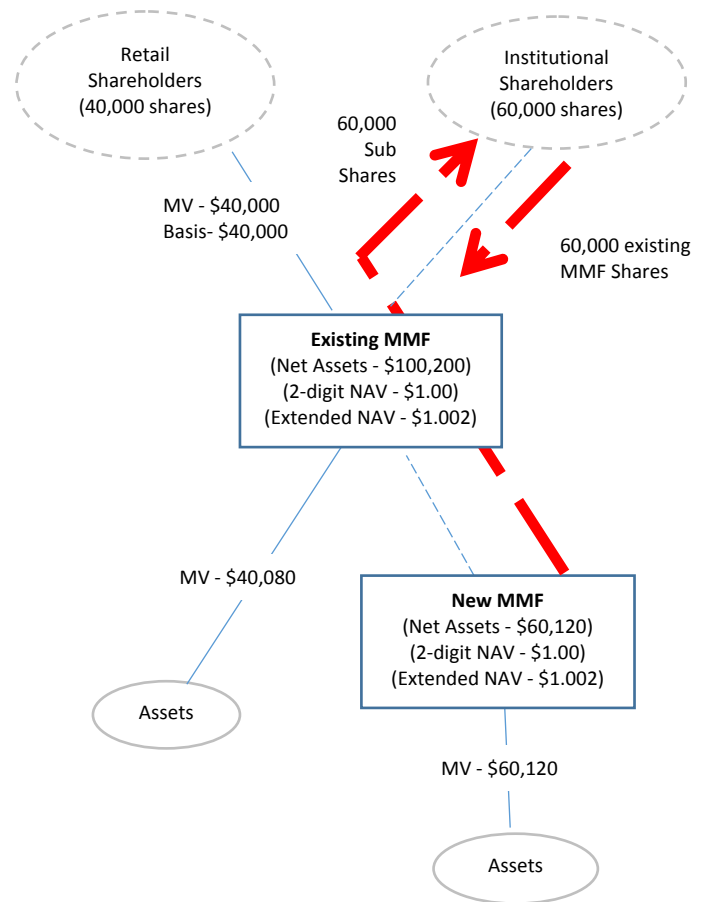 Retail
Shareholders
(40,000 shares)
Institutional
Shareholders
(60,000 shares)
60,000
Sub
Shares
MV - $40,000
Basis- $40,000
60,000 existing
MMF Shares
Existing MMF
(Net Assets - $100,200)
(2-digit NAV - $1.00)
(Extended NAV - $1.002)
MV - $40,080
New MMF
(Net Assets - $60,120)
(2-digit NAV - $1.00)
(Extended NAV - $1.002)
Assets
MV - $60,120
Assets